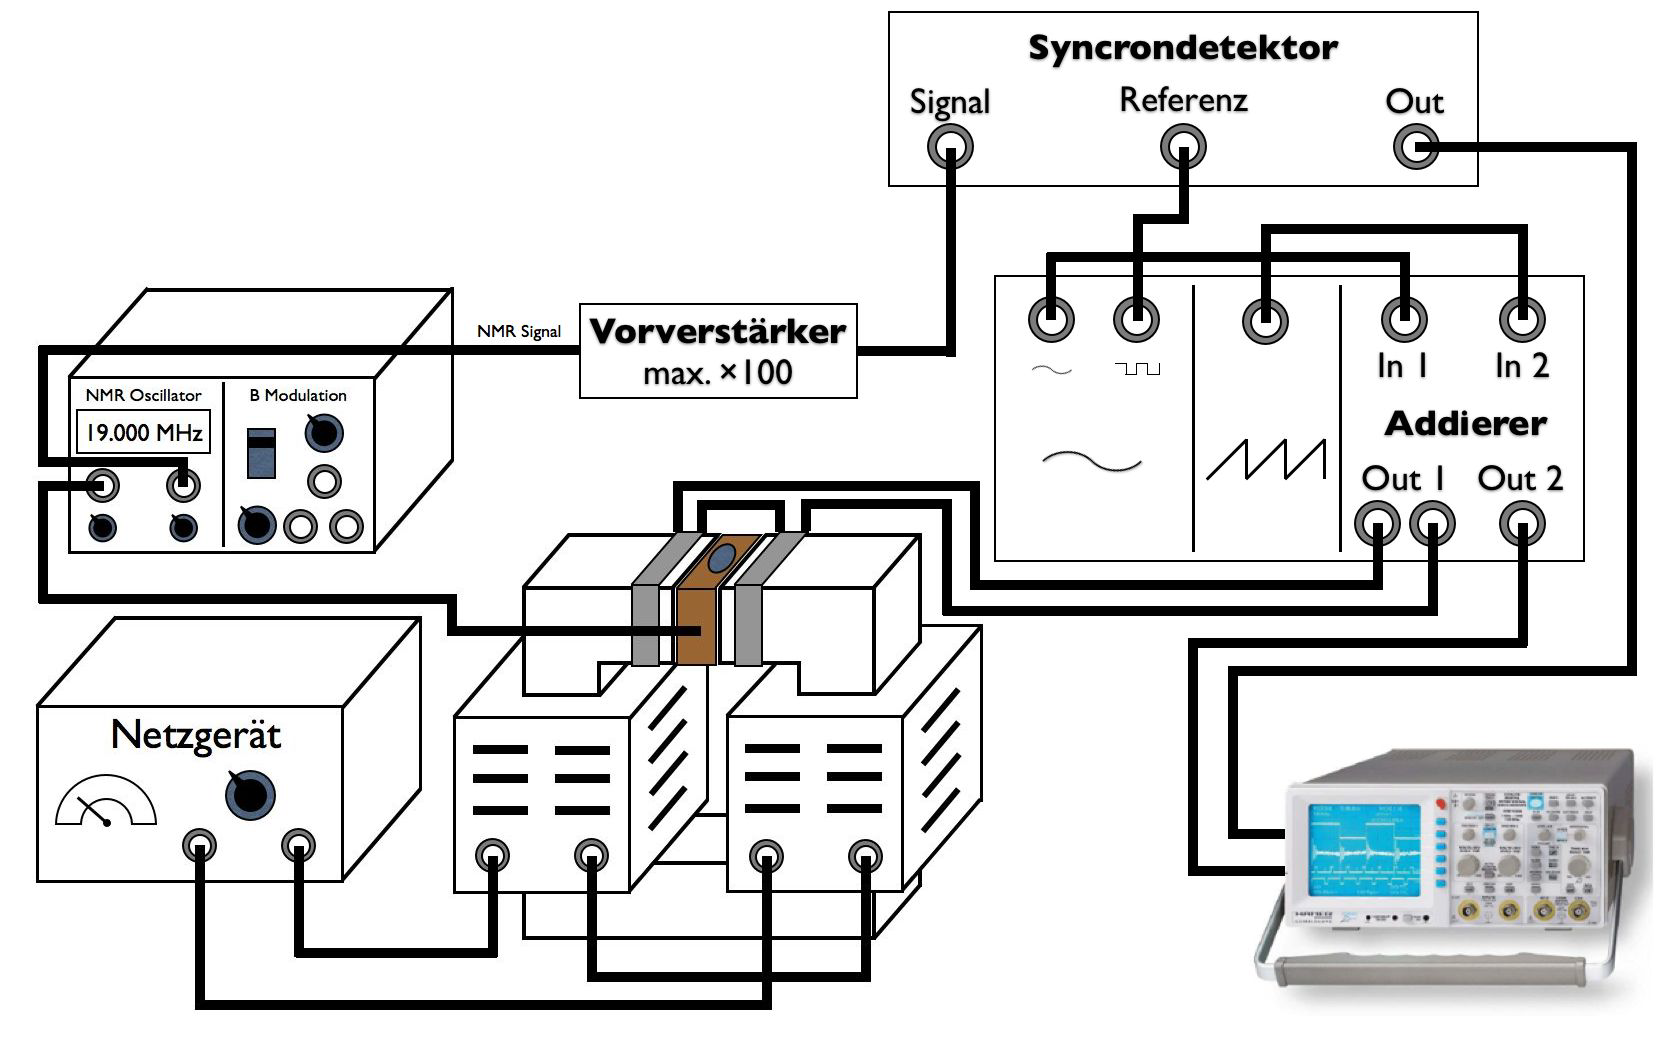 Syncrondetektor
Signal
Referenz
Out
NMR Signal
Vorverstärker
max. ×100
In 1
In 2
Addierer
Out 1
Out 2
NMR Oscillator
B Modulation
19.000 MHz
Netzgerät
HAMEG